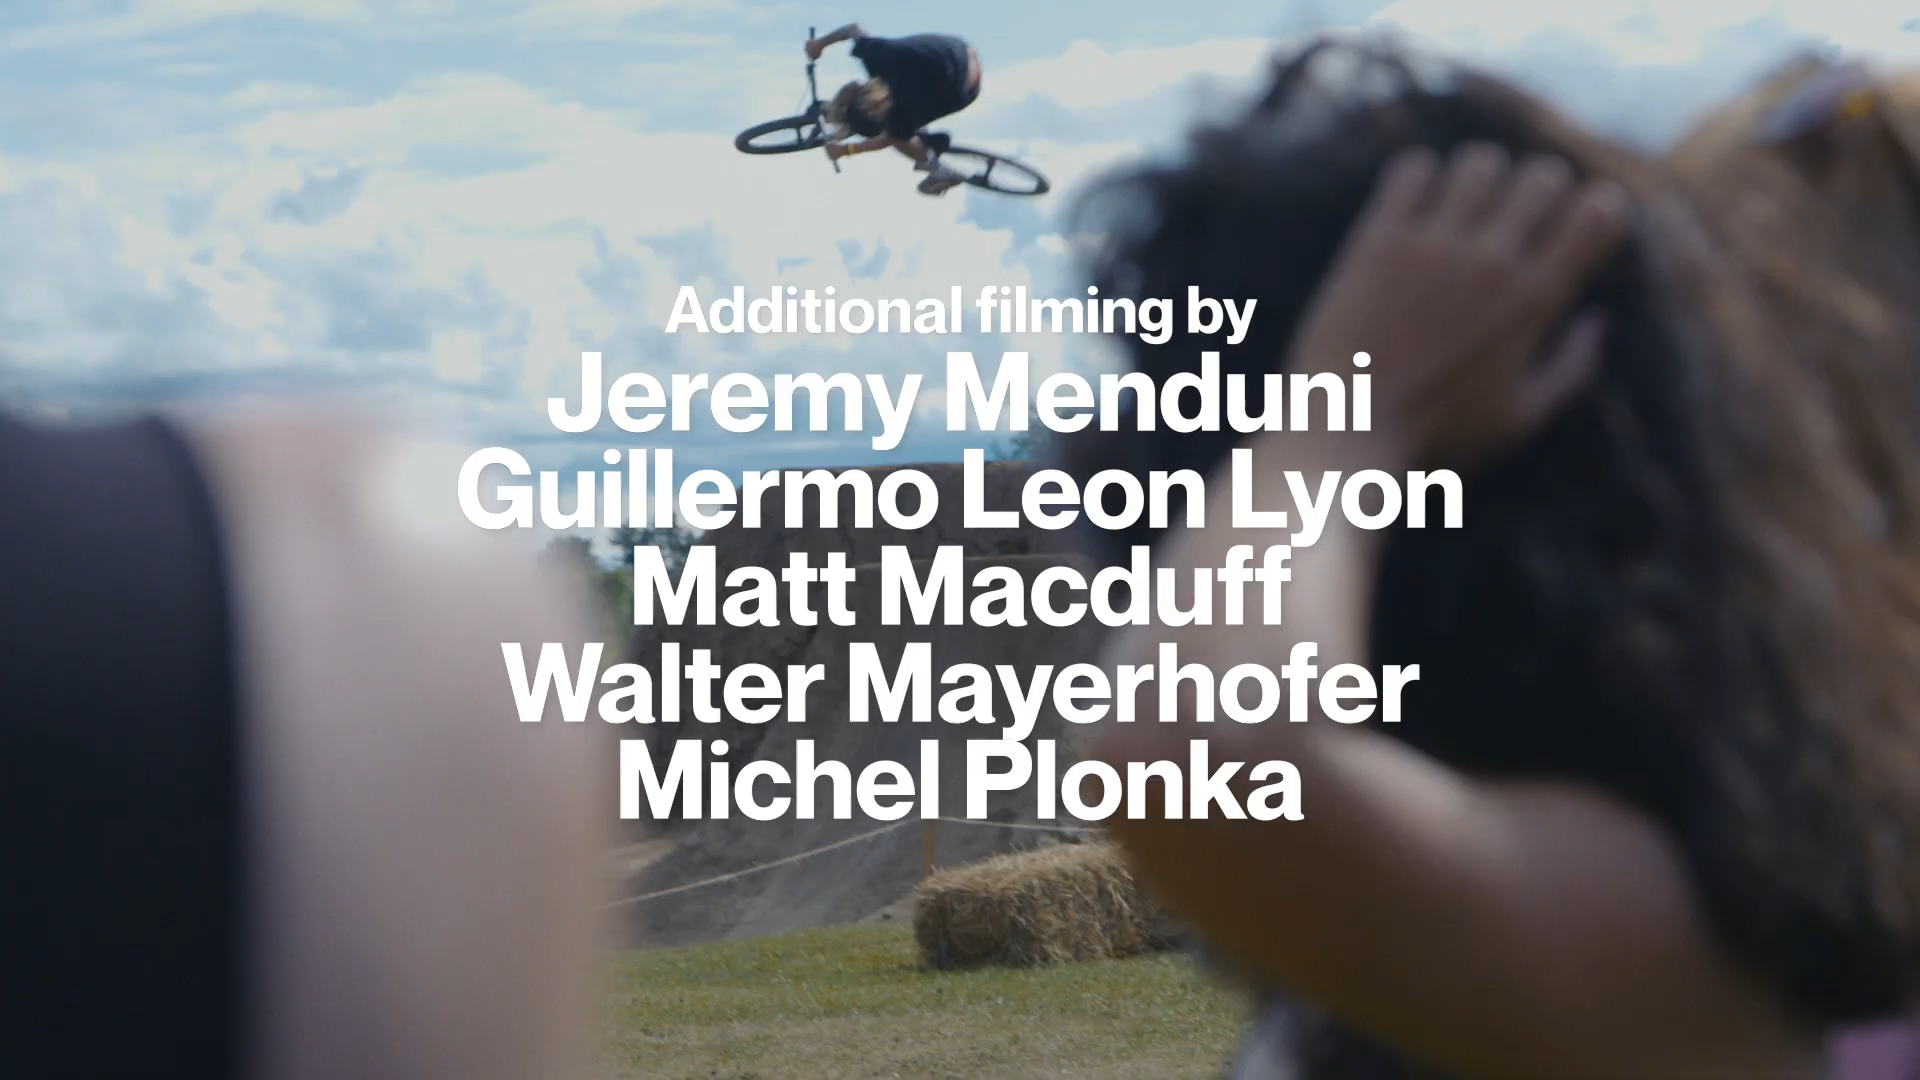 Additional filming by
Jeremy Menduni
Guillermo Leon Lyon
Matt Macduff
Walter Mayerhofer
Michel Plonka